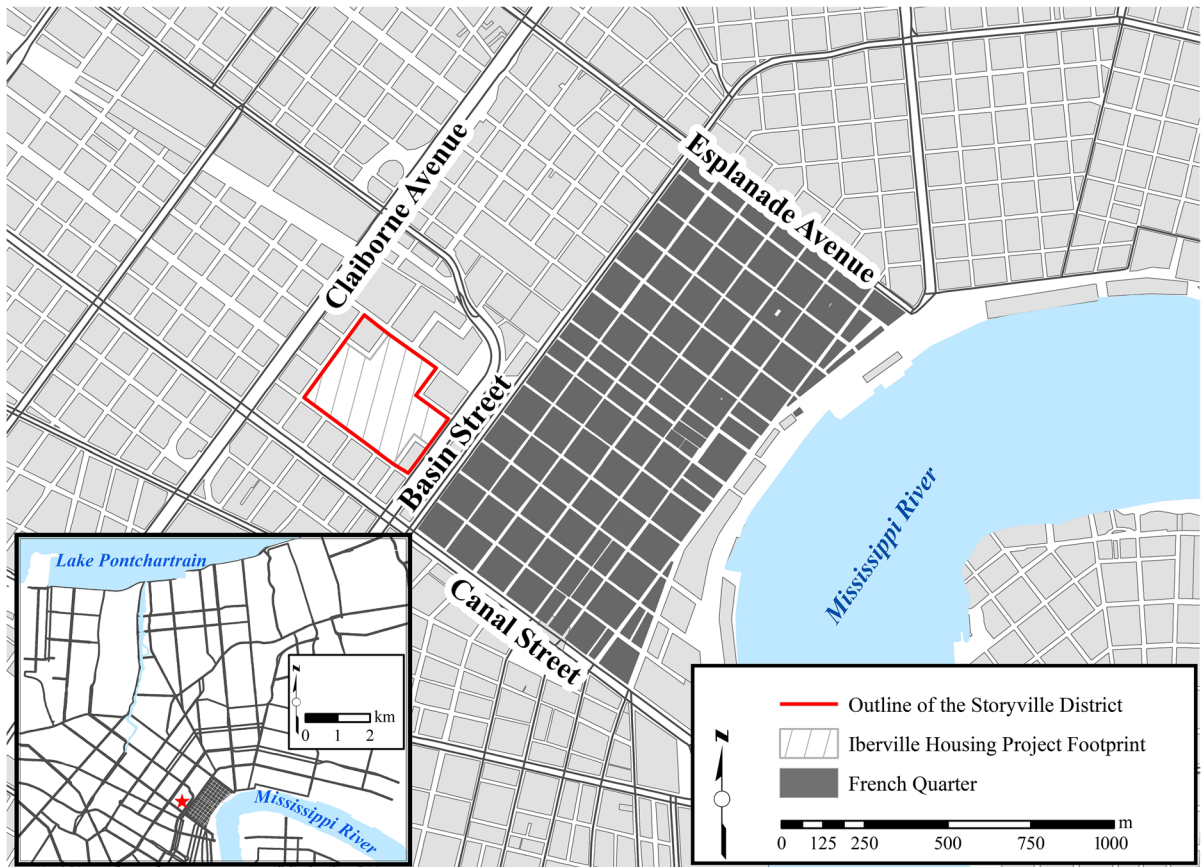 Esplanade Avenue
Claiborne Avenue
Basin Street
Canal Street
Mississippi River
Lake Pontchartrain
Mississippi River
N
km
0 1 2
Outline of the Storyville District
Iberville Housing Project Footprint
French Quarter
N
m
0 125 250 500 750 1000